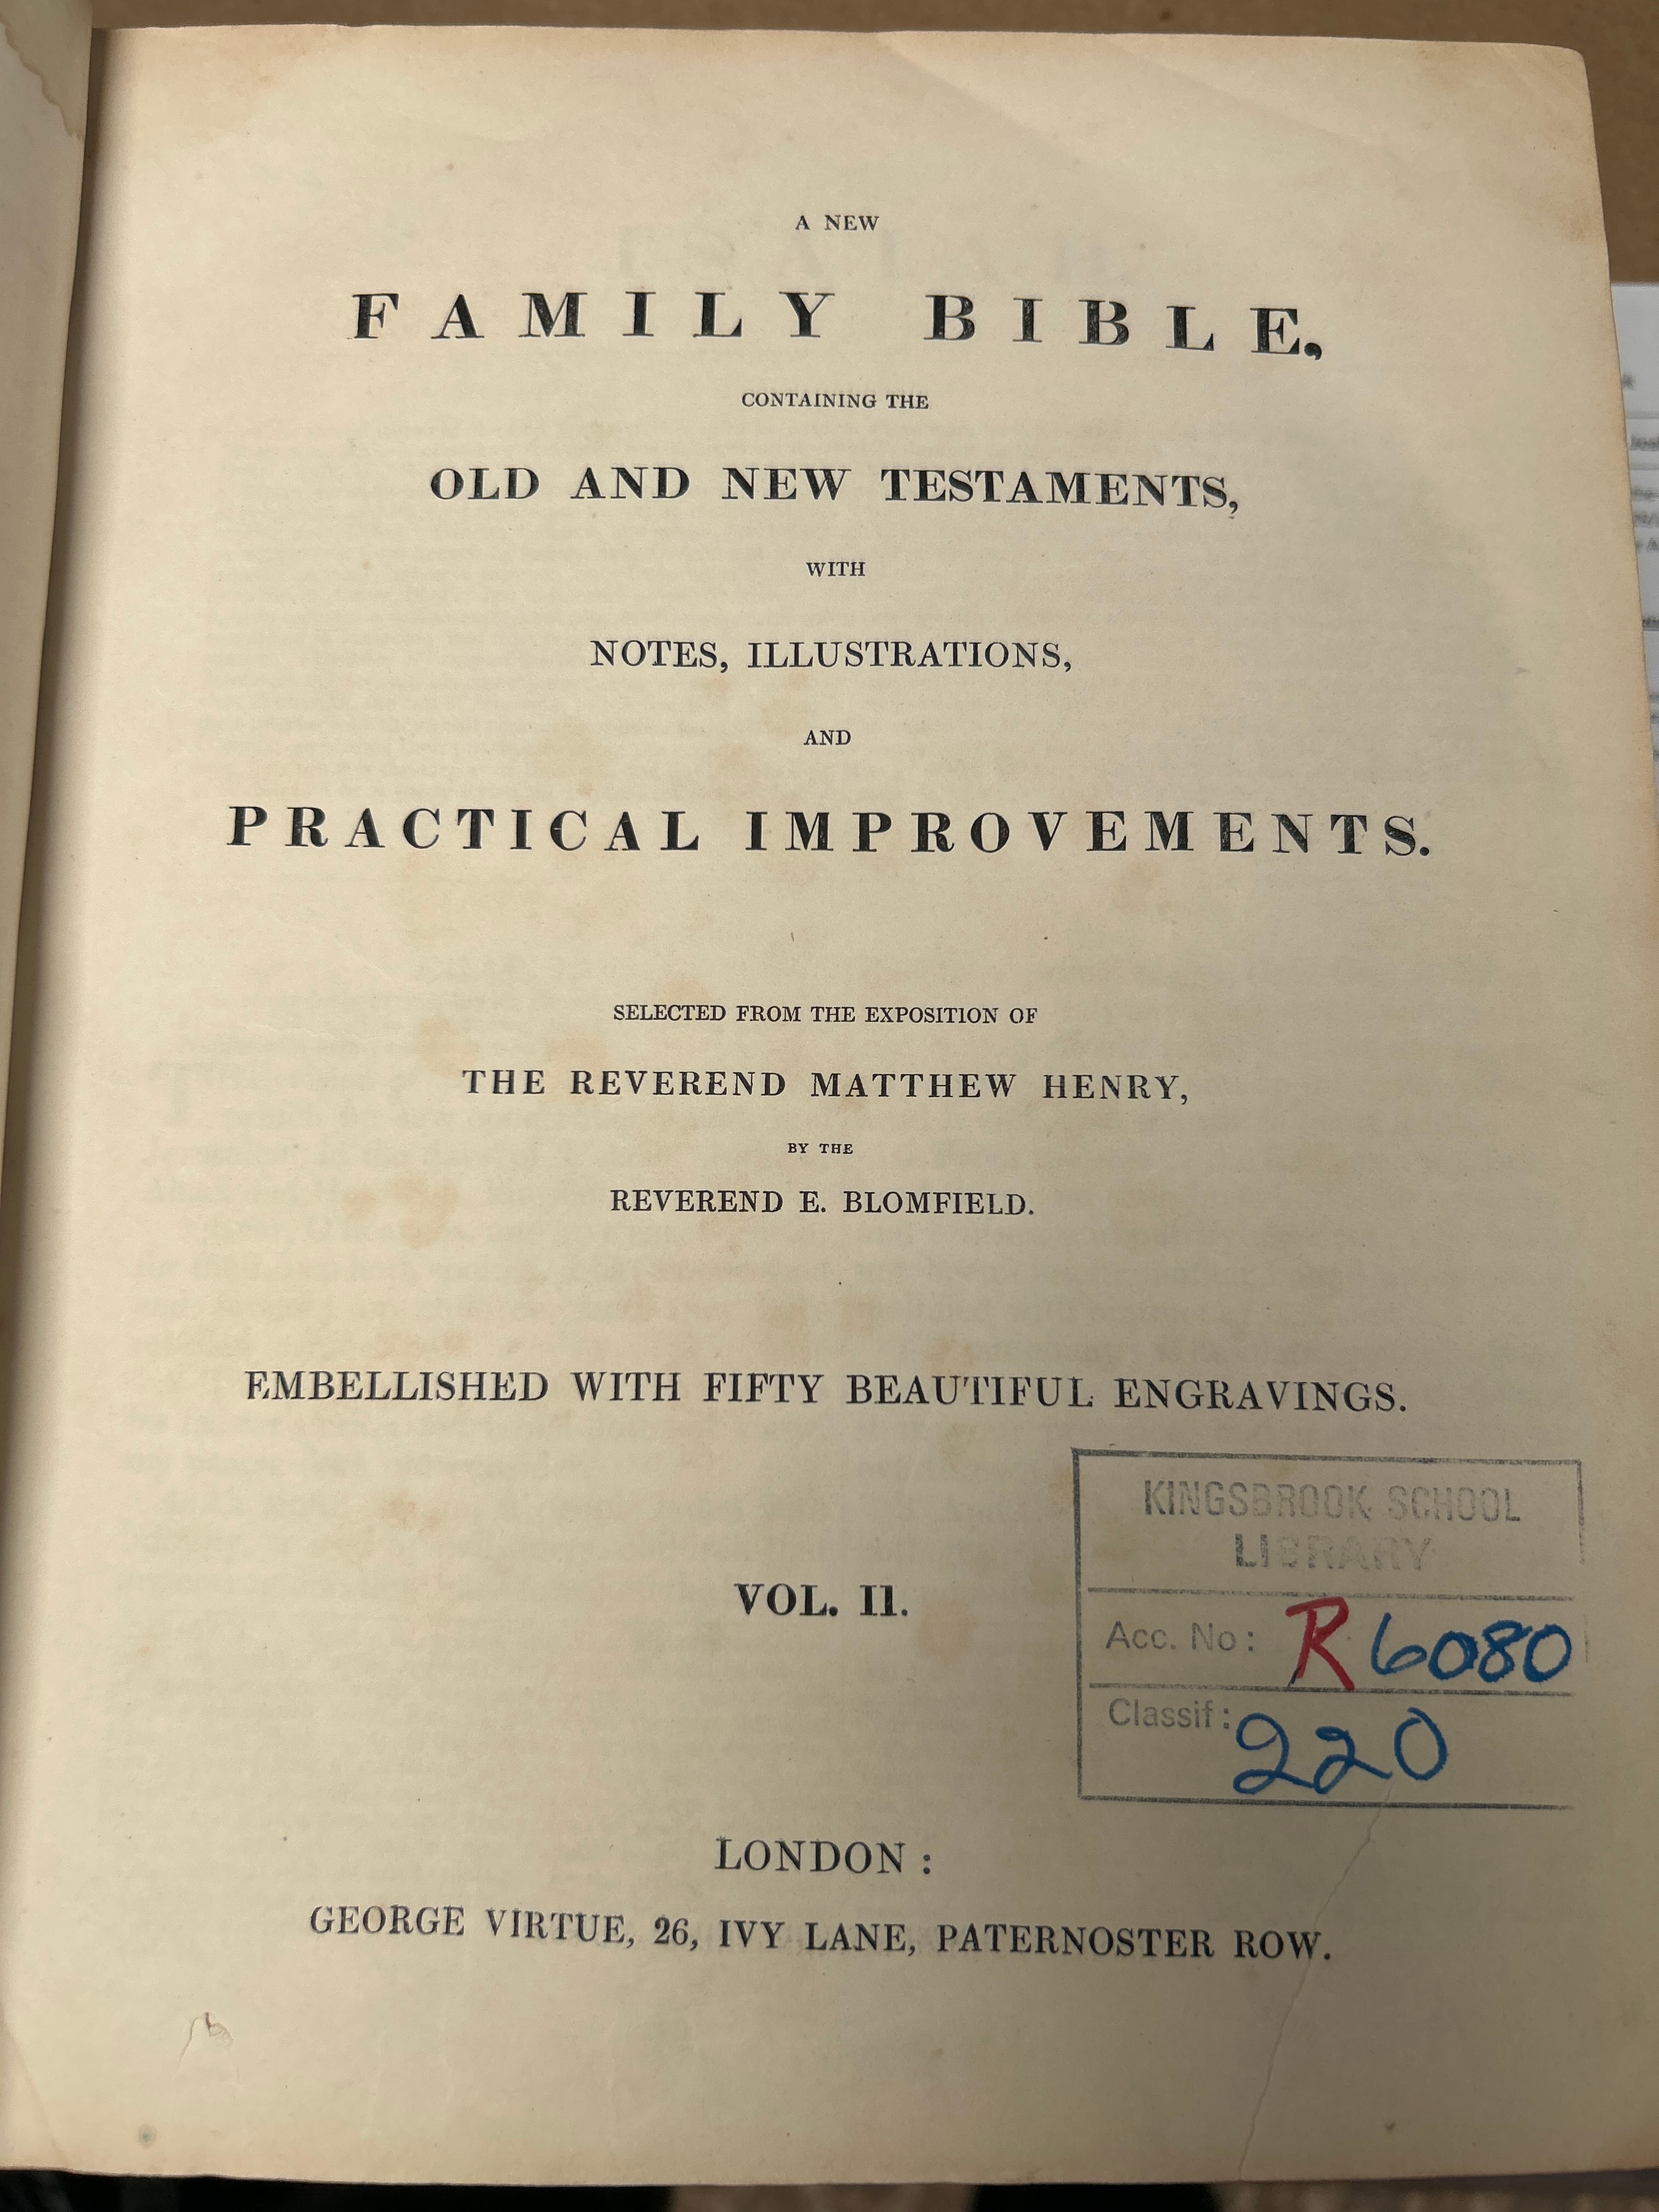 A NEW
FAMILY BIBLE,
CONTAINING THE
OLD AND NEW TESTAMENTS,
WITH
NOTES, ILLUSTRATIONS,
AND
PRACTICAL IMPROVEMENTS.
SELECTED FROM THE EXPOSITION OF
THE REVEREND MATTHEW HENRY,
BY THE
REVEREND E. BLOMFIELD.
EMBELLISHED WITH FIFTY BEAUTIFUL ENGRAVINGS.
KINGSBROOK SCHOOL
LIBRARY
VOL. II.
Acc. No: R 6080
Classif: 220
LONDON:
GEORGE VIRTUE, 26, IVY LANE, PATERNOSTER ROW.